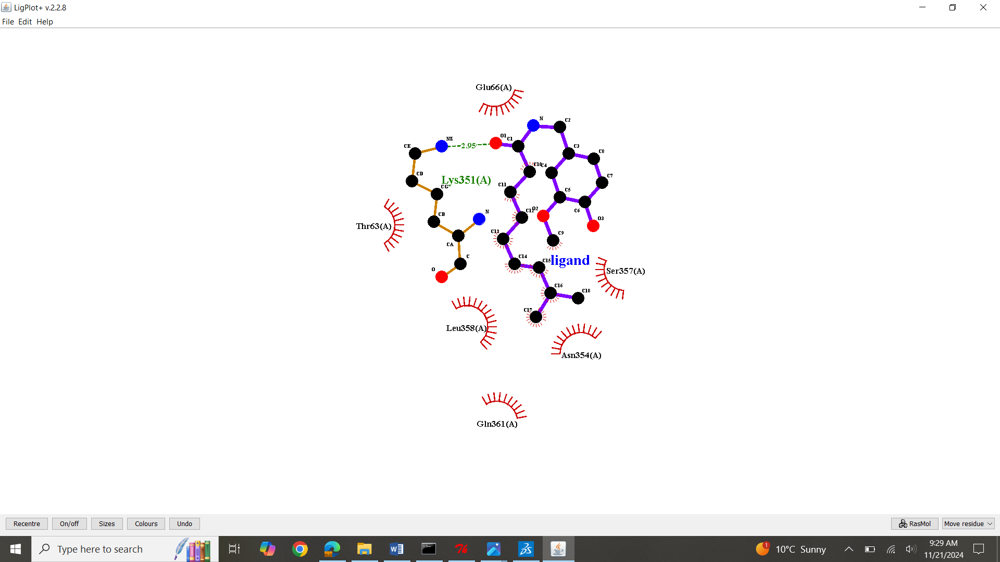 LigPlot+ v.2.2.8
File Edit Help
Glu66(A)
N
C2
NZ
2.95
O1
C1
CE
C3
C8
C10
C4
CD
Lys351(A)
CG
C7
C11
C5
C12
O2
C6
CB
N
O3
Thr63(A)
C13
C9
CA
C
C14
C15
ligand
O
Ser357(A)
C16
C18
C17
Leu358(A)
Asn354(A)
Gln361(A)
Recentre On/off Sizes Colours Undo RasMol Move residue
Type here to search
1
10°C Sunny
9:29 AM
11/21/2024